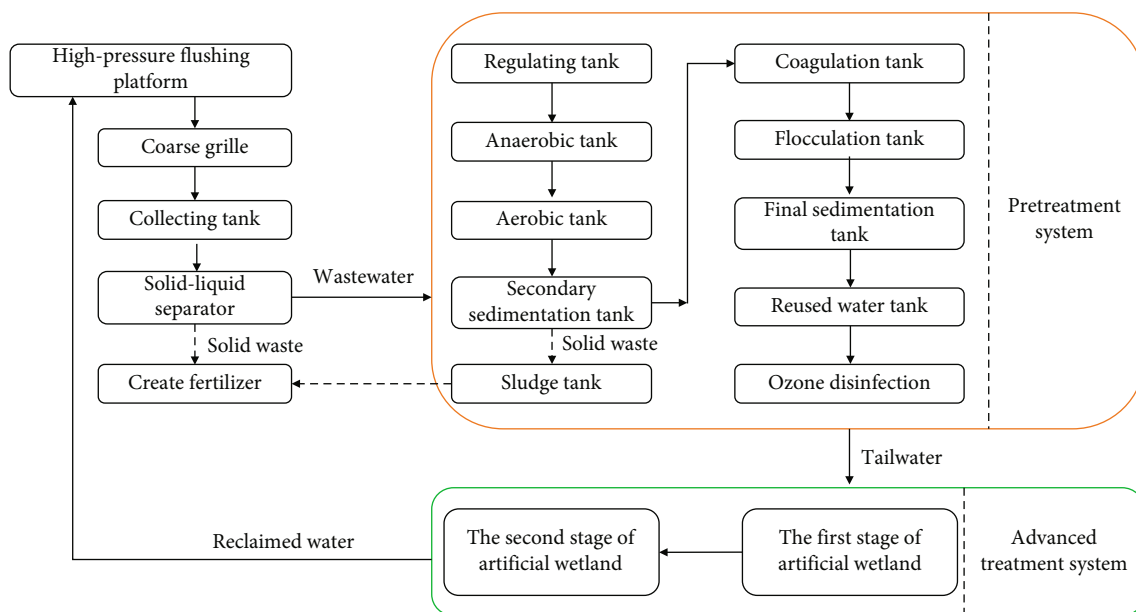 High-pressure flushing
platform
Coarse grille
Collecting tank
Solid-liquid
separator
Solid waste
Create fertilizer
Wastewater
Regulating tank
Anaerobic tank
Aerobic tank
Secondary
sedimentation tank
Solid waste
Sludge tank
Coagulation tank
Flocculation tank
Final sedimentation
tank
Reused water tank
Ozone disinfection
Pretreatment
system
Tailwater
The first stage of
artificial wetland
The second stage of
artificial wetland
Advanced
treatment system
Reclaimed water